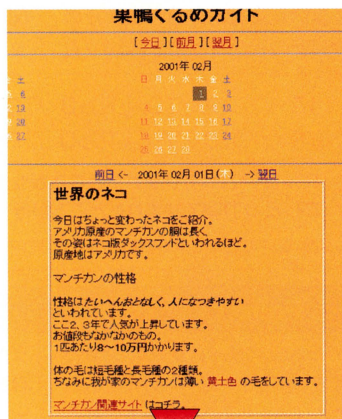 巣鴨ぐるめガイド
[今日][前月][翌月]
2001年 02月
日 月 火 水 木 金 土
1 2 3
4 5 6 7 8 9 10
11 12 13 14 15 16 17
18 19 20 21 22 23 24
25 26 27 28
前日 <- 2001年 02月 01日(木) -> 翌日
世界のネコ
今日はちょっと変わったネコをご紹介。
アメリカ原産のマンチカンの胴は長く、
その姿はネコ版ダックスフンドといわれるほど。
原産地はアメリカです。
マンチカンの性格
性格はたいへんおとなしく、人になつきやすい
といわれています。
ここ2、3年で人気が上昇しています。
お値段もなかなかのもの。
1匹あたり8〜10万円かかります。
体の毛は短毛種と長毛種の2種類。
ちなみに我が家のマンチカンは薄い 黄土色 の毛をしています。
マンチカン関連サイト はコチラ。